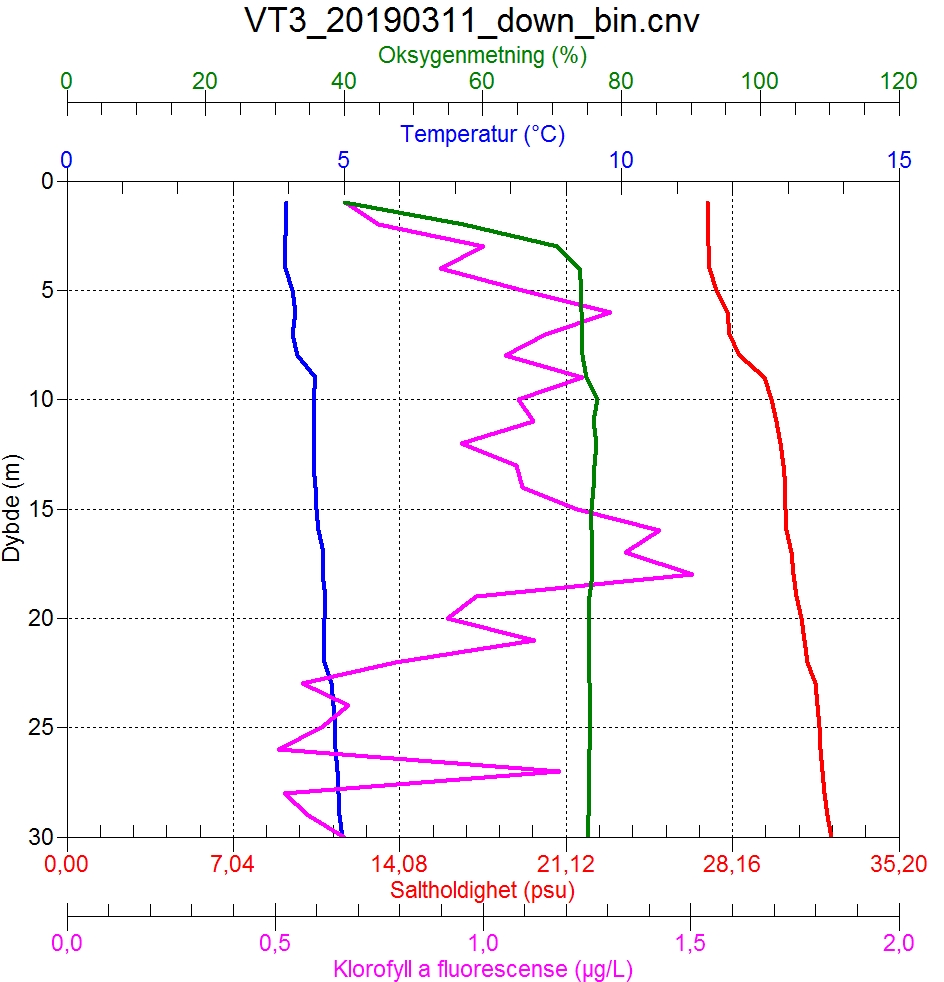 VT3_20190311_down_bin.cnv
Oksygenmetning (%)
0 20 40 60 80 100 120
Temperatur (°C)
0 5 10 15
0
5
10
15
20
25
30
Dybde (m)
0,00 7,04 14,08 21,12 28,16 35,20
Saltholdighet (psu)
0,0 0,5 1,0 1,5 2,0
Klorofyll a fluorescense (µg/L)